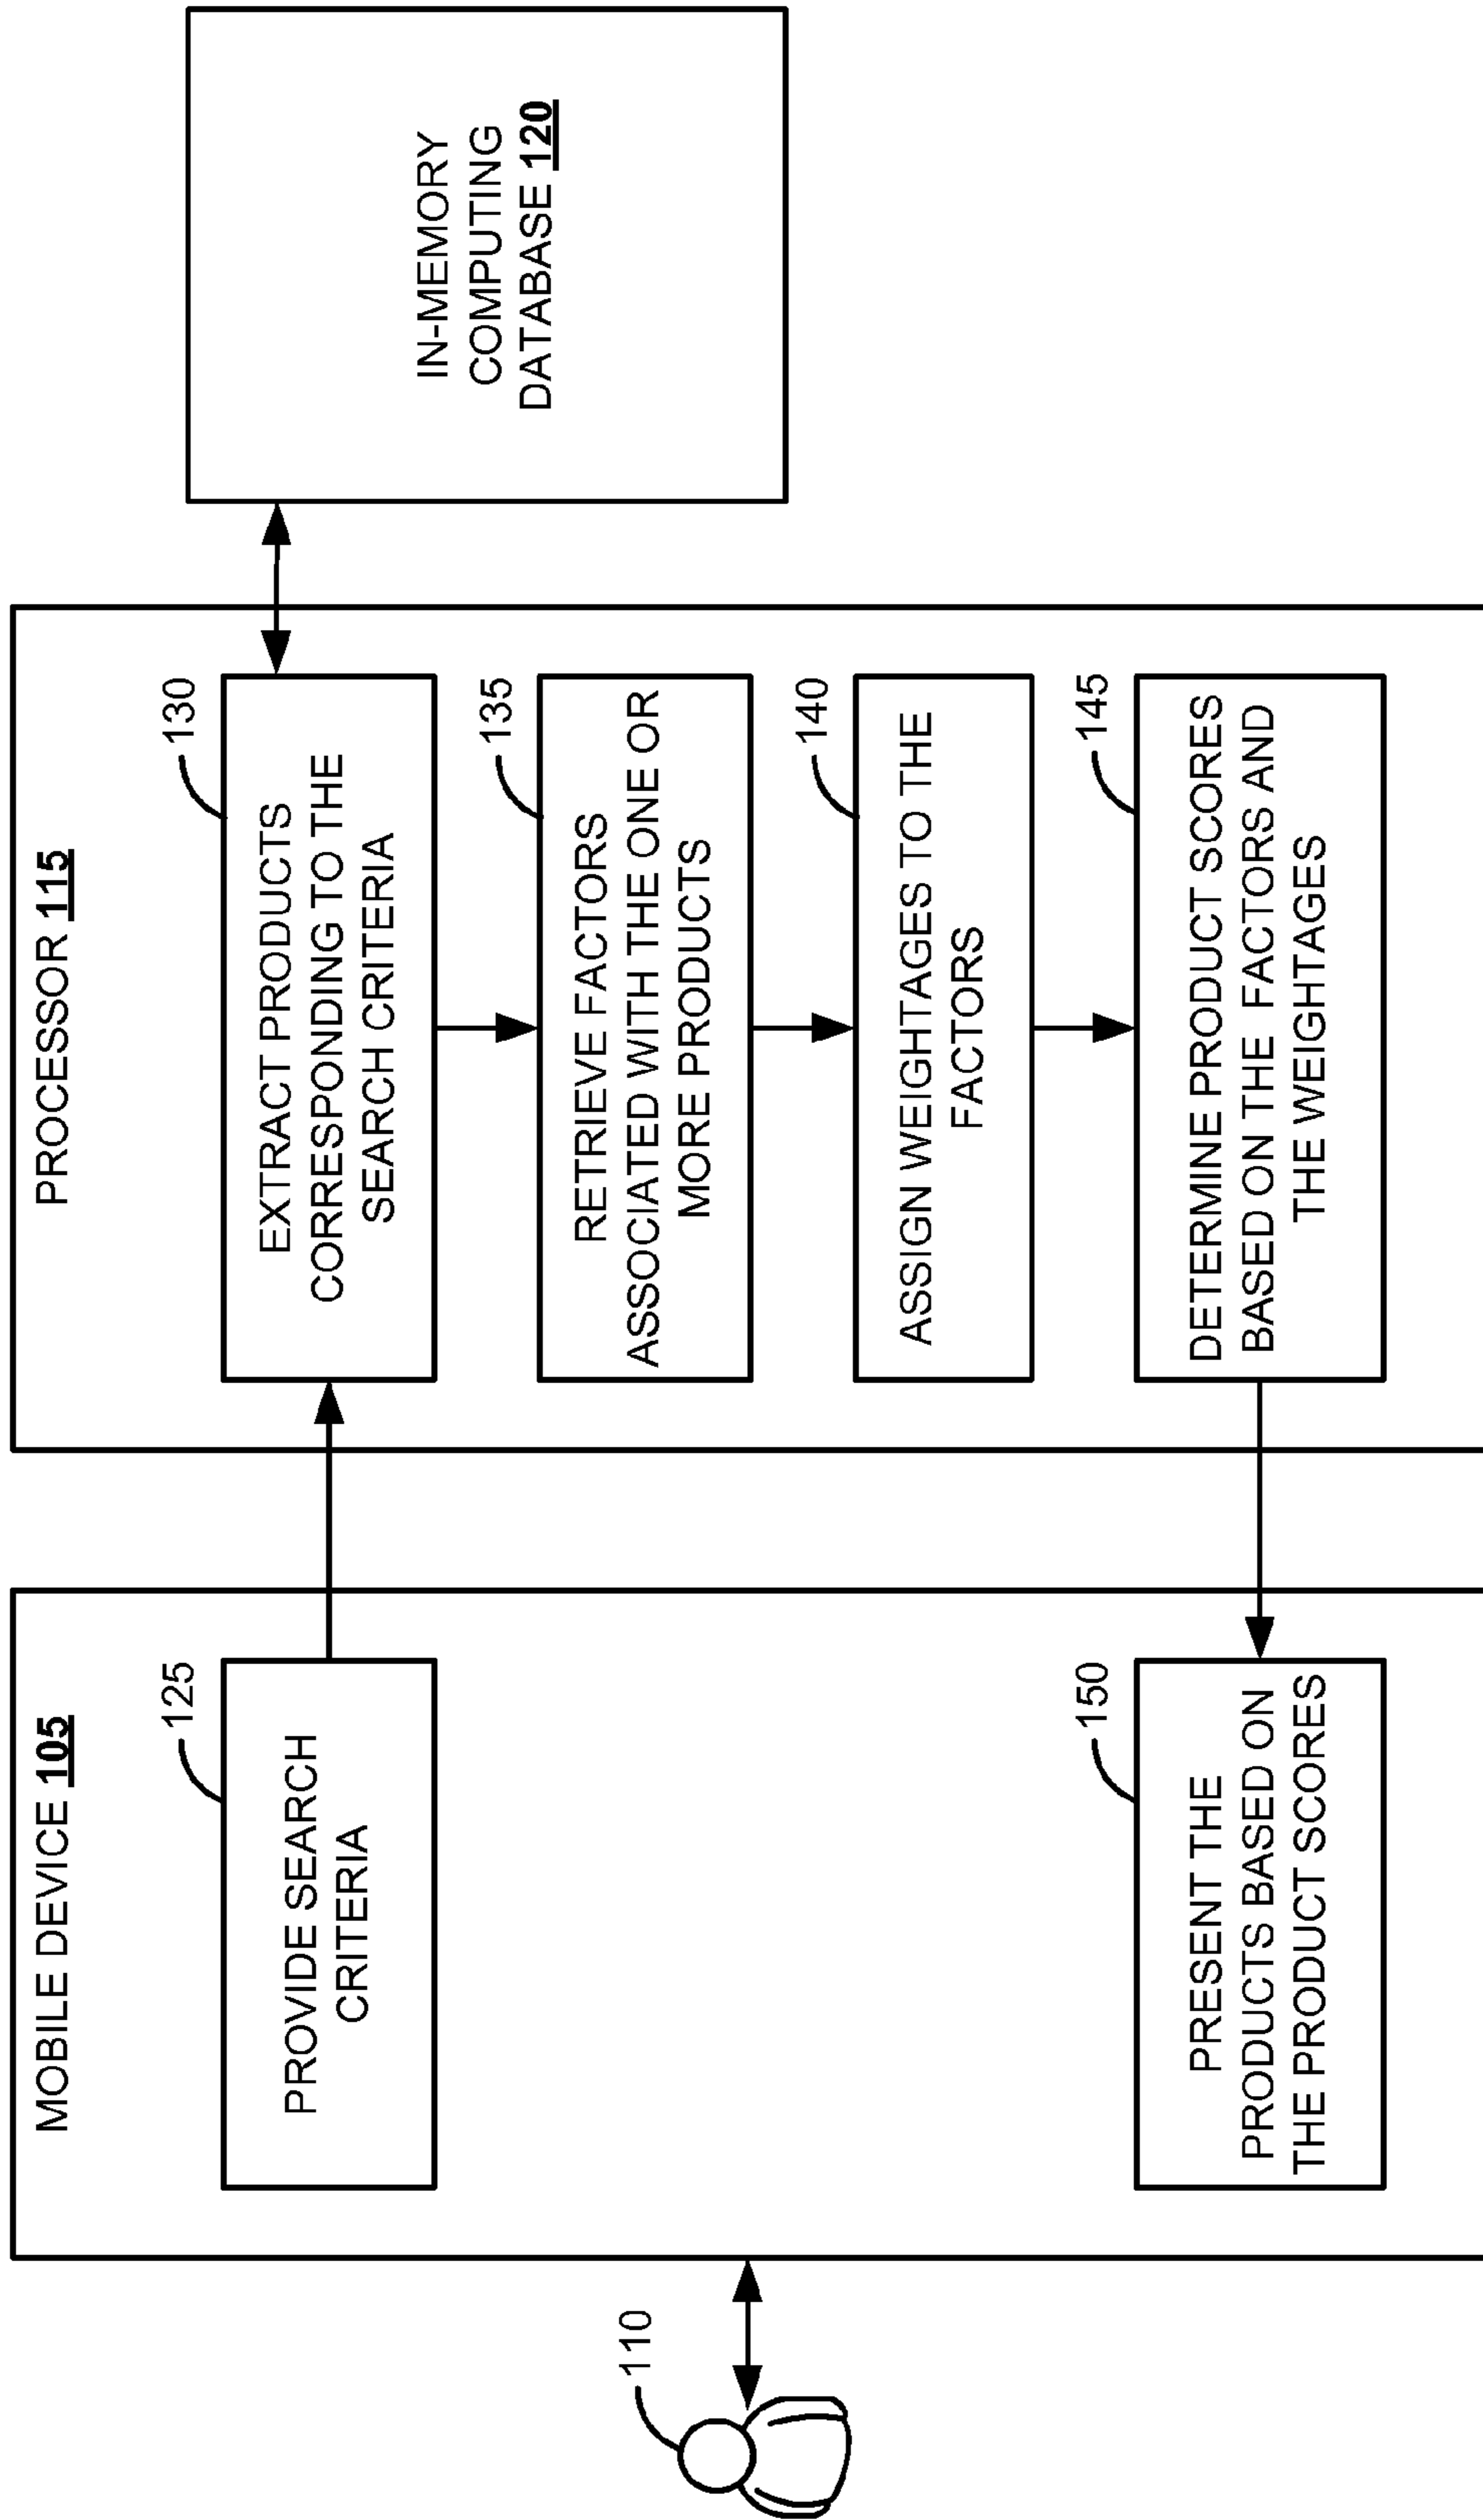 110
MOBILE DEVICE 105
125
PROVIDE SEARCH
CRITERIA
150
PRESENT THE
PRODUCTS BASED ON
THE PRODUCT SCORES
PROCESSOR 115
130
EXTRACT PRODUCTS
CORRESPONDING TO THE
SEARCH CRITERIA
135
RETRIEVE FACTORS
ASSOCIATED WITH THE ONE OR
MORE PRODUCTS
140
ASSIGN WEIGHTAGES TO THE
FACTORS
145
DETERMINE PRODUCT SCORES
BASED ON THE FACTORS AND
THE WEIGHTAGES
IN-MEMORY
COMPUTING
DATABASE 120